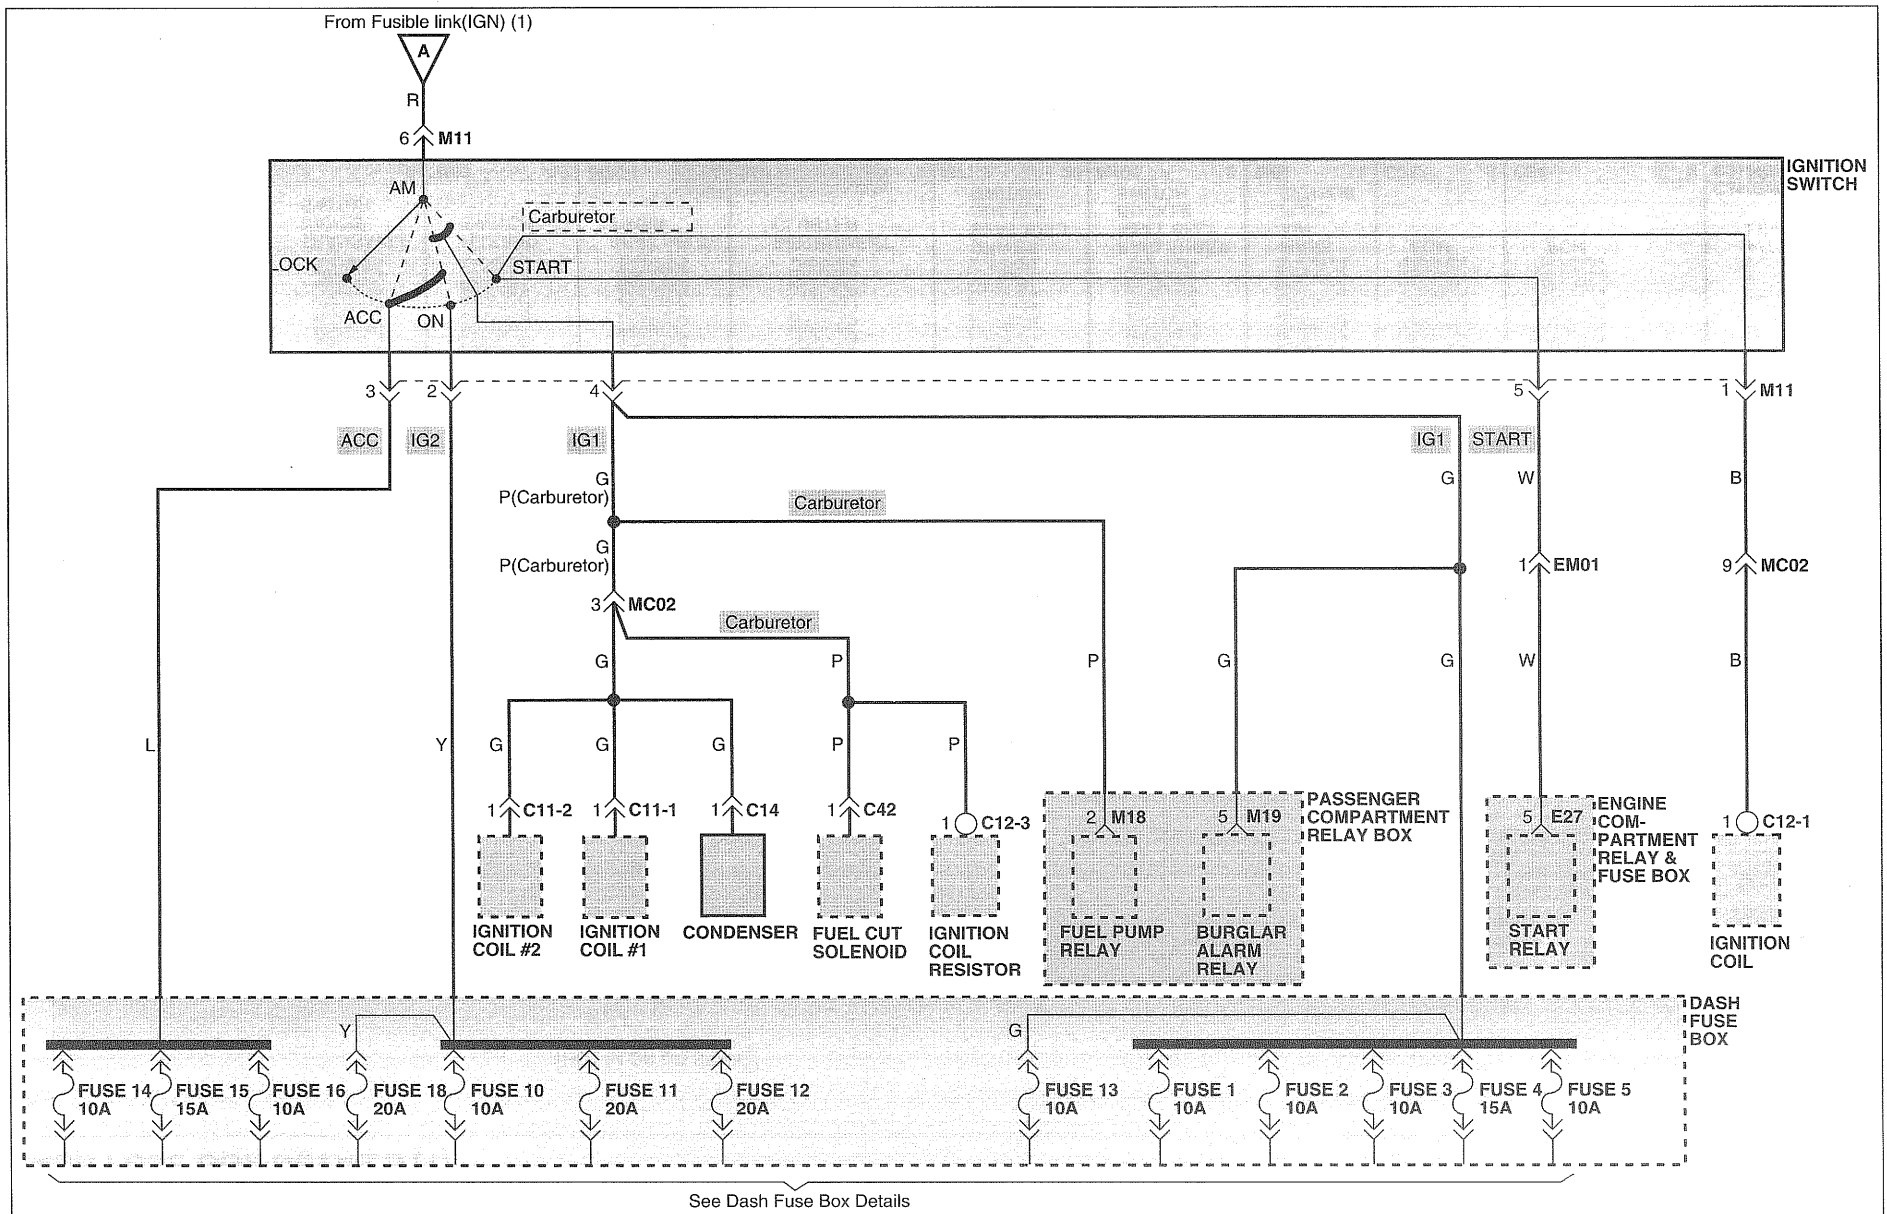 From Fusible link(IGN) (1)
A
R
6 M11
IGNITION
SWITCH
AM
Carburetor
LOCK
START
ACC
ON
3
2
4
5
1 M11
ACC
IG2
IG1
IG1
START
G
P(Carburetor)
Carburetor
G
W
B
G
P(Carburetor)
1 EM01
9 MC02
3 MC02
Carburetor
G
P
P
G
G
W
B
L
Y
G
G
G
P
P
1 C11-2
1 C11-1
1 C14
1 C42
1 C12-3
2 M18
5 M19
PASSENGER
COMPARTMENT
RELAY BOX
5 E27
ENGINE
COM-
PARTMENT
RELAY &
FUSE BOX
1 C12-1
IGNITION
COIL #2
IGNITION
COIL #1
CONDENSER
FUEL CUT
SOLENOID
IGNITION
COIL
RESISTOR
FUEL PUMP
RELAY
BURGLAR
ALARM
RELAY
START
RELAY
IGNITION
COIL
DASH
FUSE
BOX
Y
G
FUSE 14
10A
FUSE 15
15A
FUSE 16
10A
FUSE 18
20A
FUSE 10
10A
FUSE 11
20A
FUSE 12
20A
FUSE 13
10A
FUSE 1
10A
FUSE 2
10A
FUSE 3
10A
FUSE 4
15A
FUSE 5
10A
See Dash Fuse Box Details